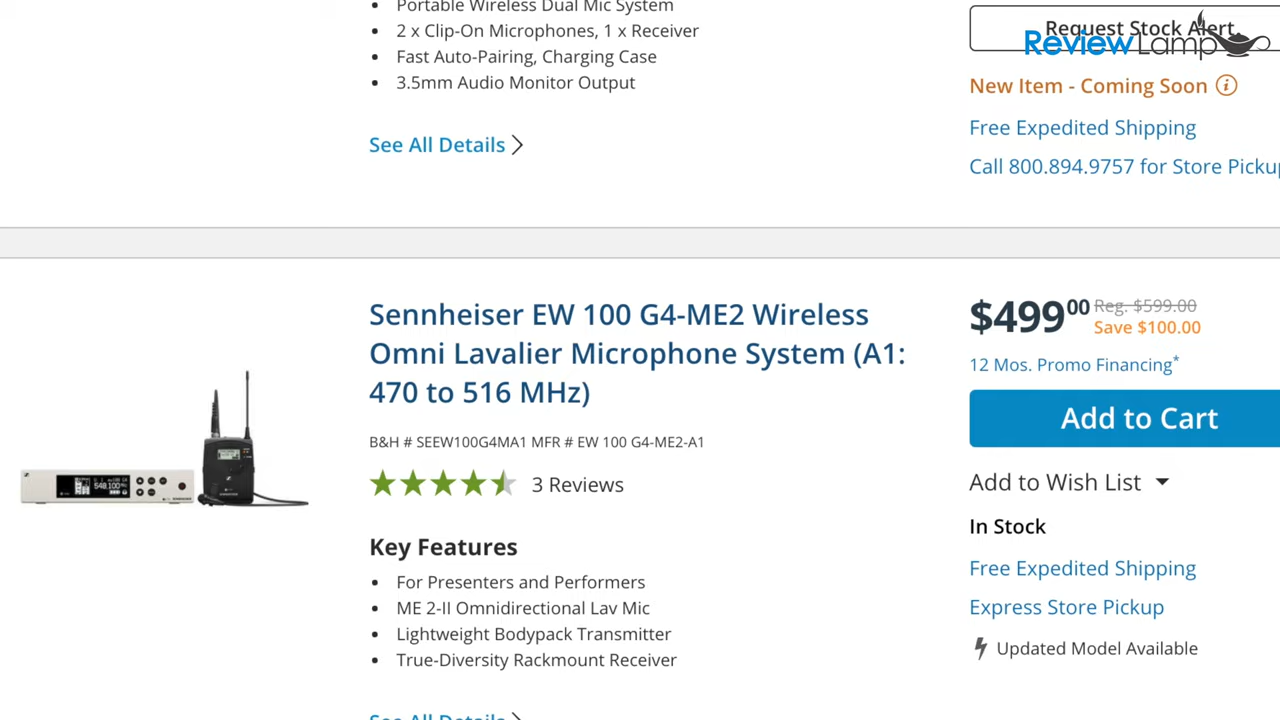 Portable Wireless Dual Mic System
2 x Clip-On Microphones, 1 x Receiver
Fast Auto-Pairing, Charging Case
3.5mm Audio Monitor Output
See All Details
Request Stock Alert
ReviewLamp
New Item - Coming Soon
Free Expedited Shipping
Call 800.894.9757 for Store Pickup
Sennheiser EW 100 G4-ME2 Wireless
Omni Lavalier Microphone System (A1:
470 to 516 MHz)
B&H # SEEW100G4MA1 MFR # EW 100 G4-ME2-A1
3 Reviews
Key Features
For Presenters and Performers
ME 2-II Omnidirectional Lav Mic
Lightweight Bodypack Transmitter
True-Diversity Rackmount Receiver
See All Details
$499.00 Reg. $599.00
Save $100.00
12 Mos. Promo Financing*
Add to Cart
Add to Wish List
In Stock
Free Expedited Shipping
Express Store Pickup
Updated Model Available